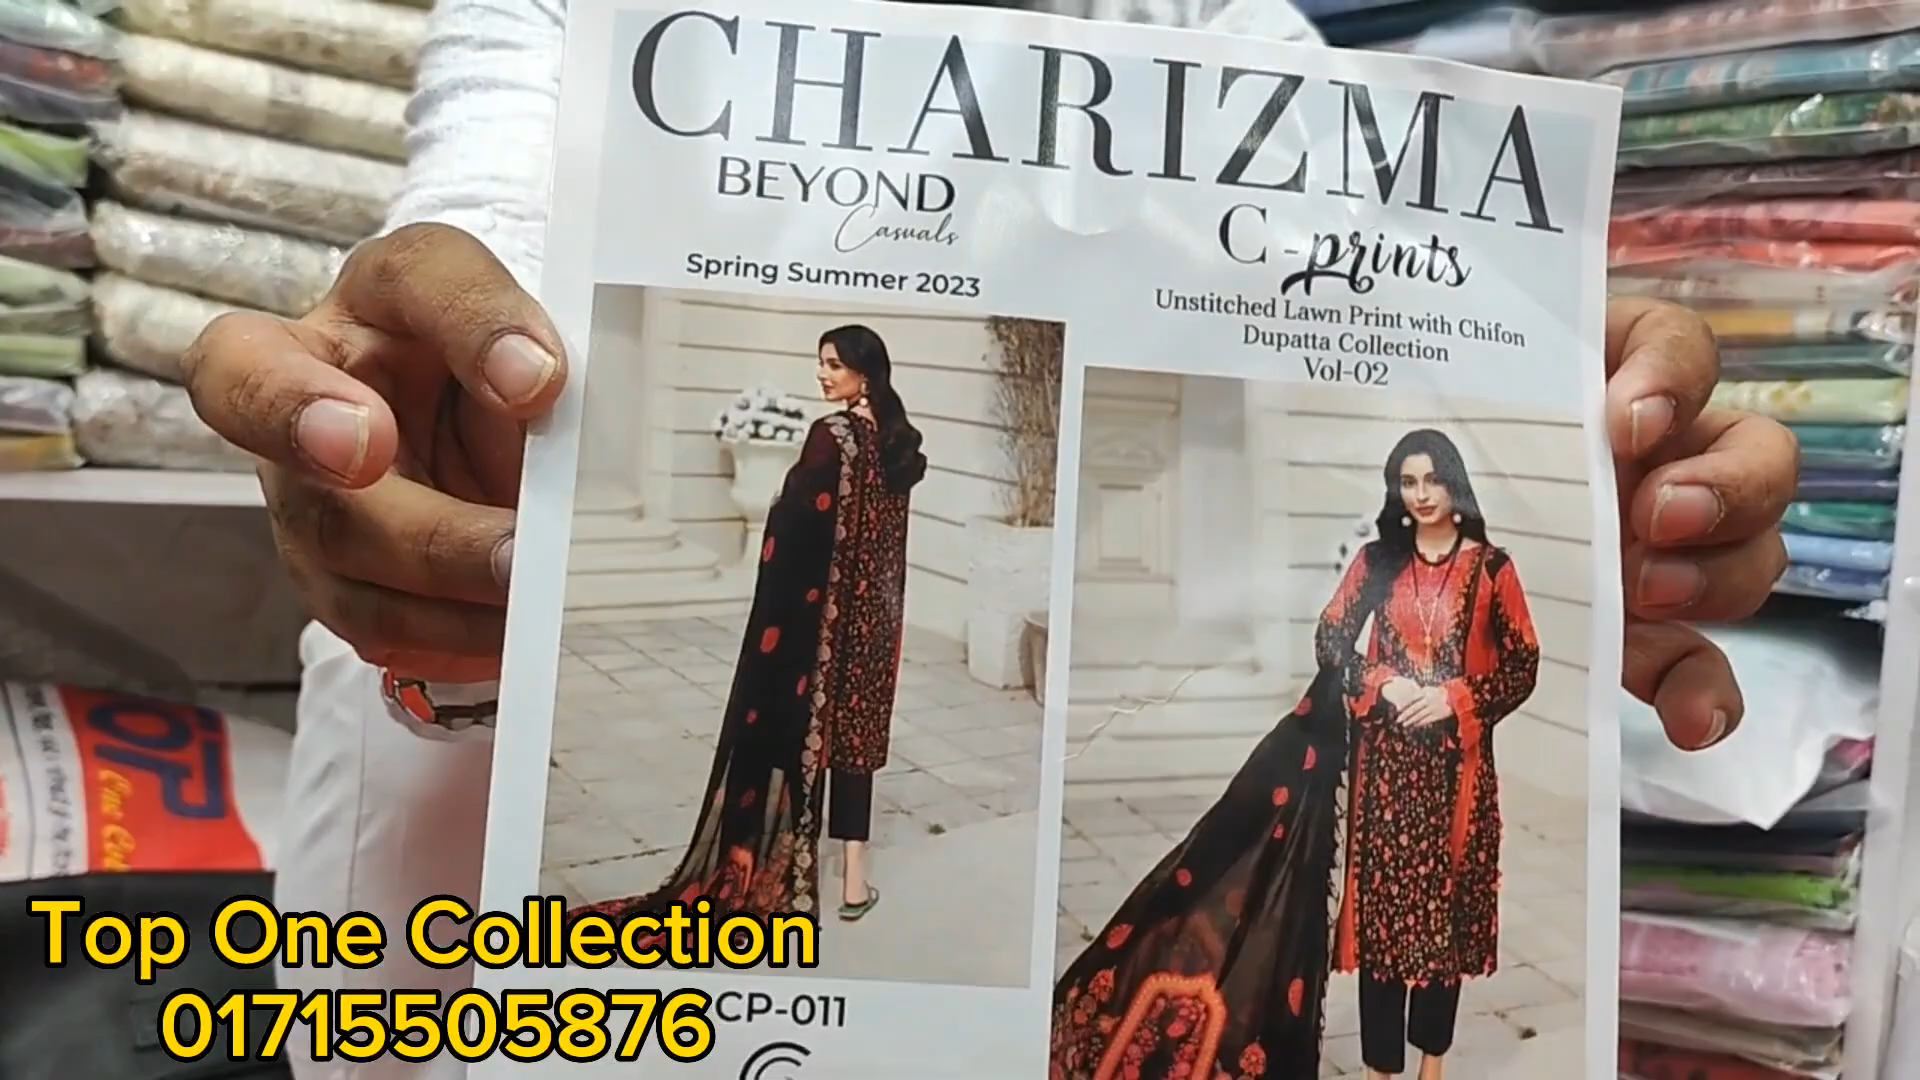 CHARIZMA
BEYOND
Casuals
Spring Summer 2023
C-prints
Unstitched Lawn Print with Chifon
Dupatta Collection
Vol-02
CP-011
Top One Collection
01715505876